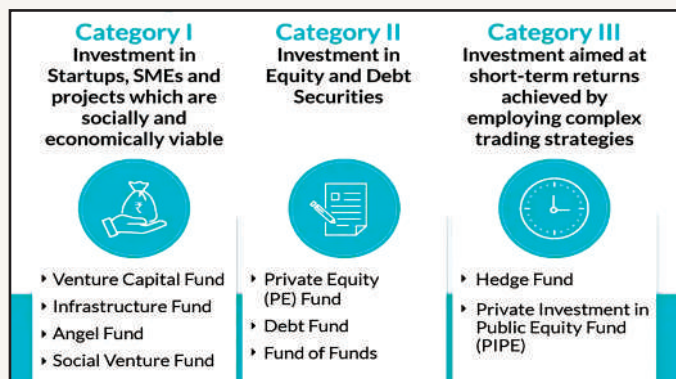 Category I
Investment in
Startups, SMEs and
projects which are
socially and
economically viable
₹
‣ Venture Capital Fund
‣ Infrastructure Fund
‣ Angel Fund
‣ Social Venture Fund
Category II
Investment in
Equity and Debt
Securities
‣ Private Equity
(PE) Fund
‣ Debt Fund
‣ Fund of Funds
Category III
Investment aimed at
short-term returns
achieved by
employing complex
trading strategies
‣ Hedge Fund
‣ Private Investment in
Public Equity Fund
(PIPE)